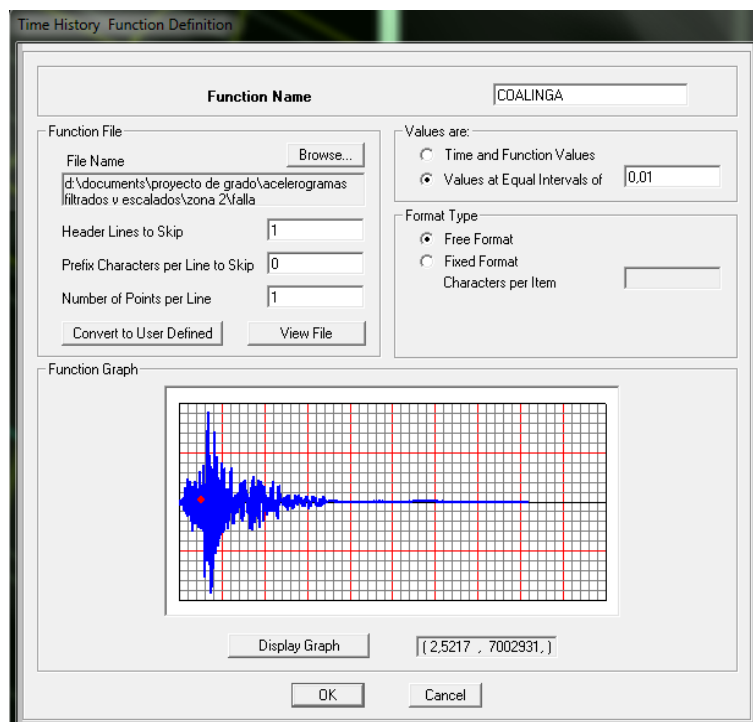 Time History Function Definition
Function Name
COALINGA
Function File
File Name
Browse...
d:\documents\proyecto de grado\acelerogramas
filtrados y escalados\zona 2\falla
Header Lines to Skip
1
Prefix Characters per Line to Skip
0
Number of Points per Line
1
Convert to User Defined
View File
Values are:
Time and Function Values
Values at Equal Intervals of
0,01
Format Type
Free Format
Fixed Format
Characters per Item
Function Graph
Display Graph
( 2,5217 , 7002931, )
OK
Cancel